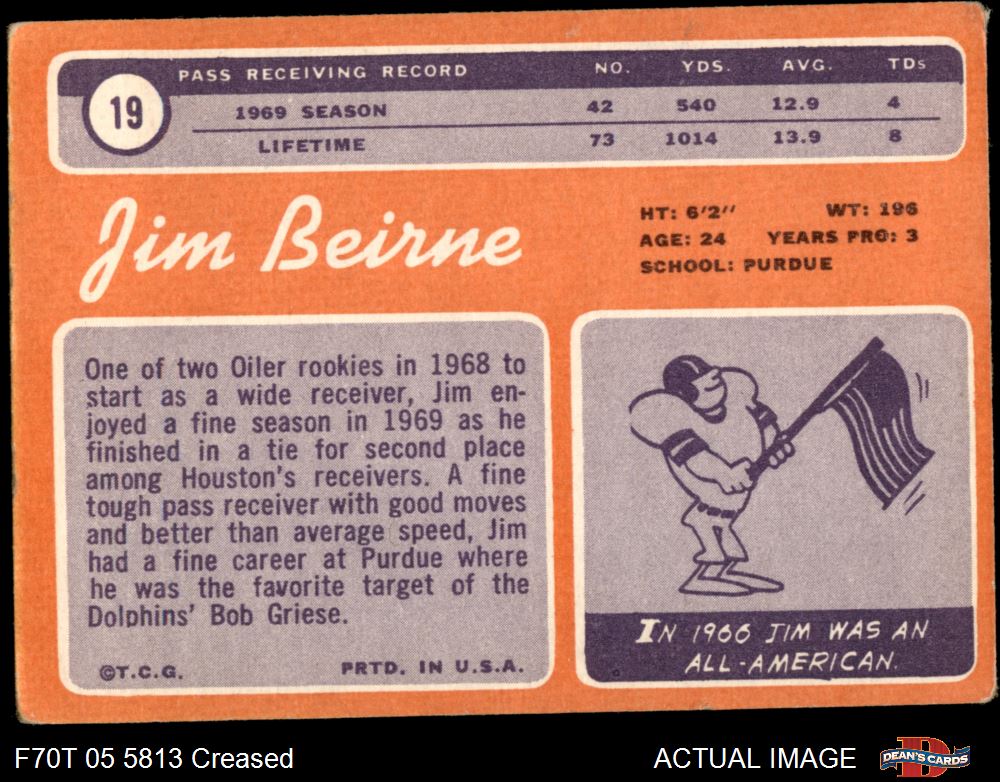 19
PASS RECEIVING RECORD NO. YDS. AVG. TDs
1969 SEASON 42 540 12.9 4
LIFETIME 73 1014 13.9 8
Jim Beirne
HT: 6'2" WT: 196
AGE: 24 YEARS PRO: 3
SCHOOL: PURDUE
One of two Oiler rookies in 1968 to
start as a wide receiver, Jim en-
joyed a fine season in 1969 as he
finished in a tie for second place
among Houston's receivers. A fine
tough pass receiver with good moves
and better than average speed, Jim
had a fine career at Purdue where
he was the favorite target of the
Dolphins' Bob Griese.
©T.C.G. PRTD. IN U.S.A.
IN 1966 JIM WAS AN
ALL-AMERICAN.
F70T 05 5813 Creased
ACTUAL IMAGE
D
DEAN'S CARDS